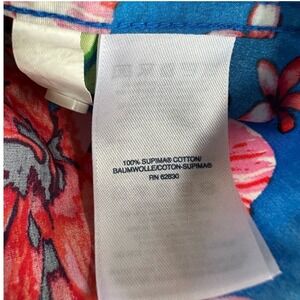 100% SUPIMA® COTTON/
BAUMWOLLE/COTON-SUPIMA®
RN 62830